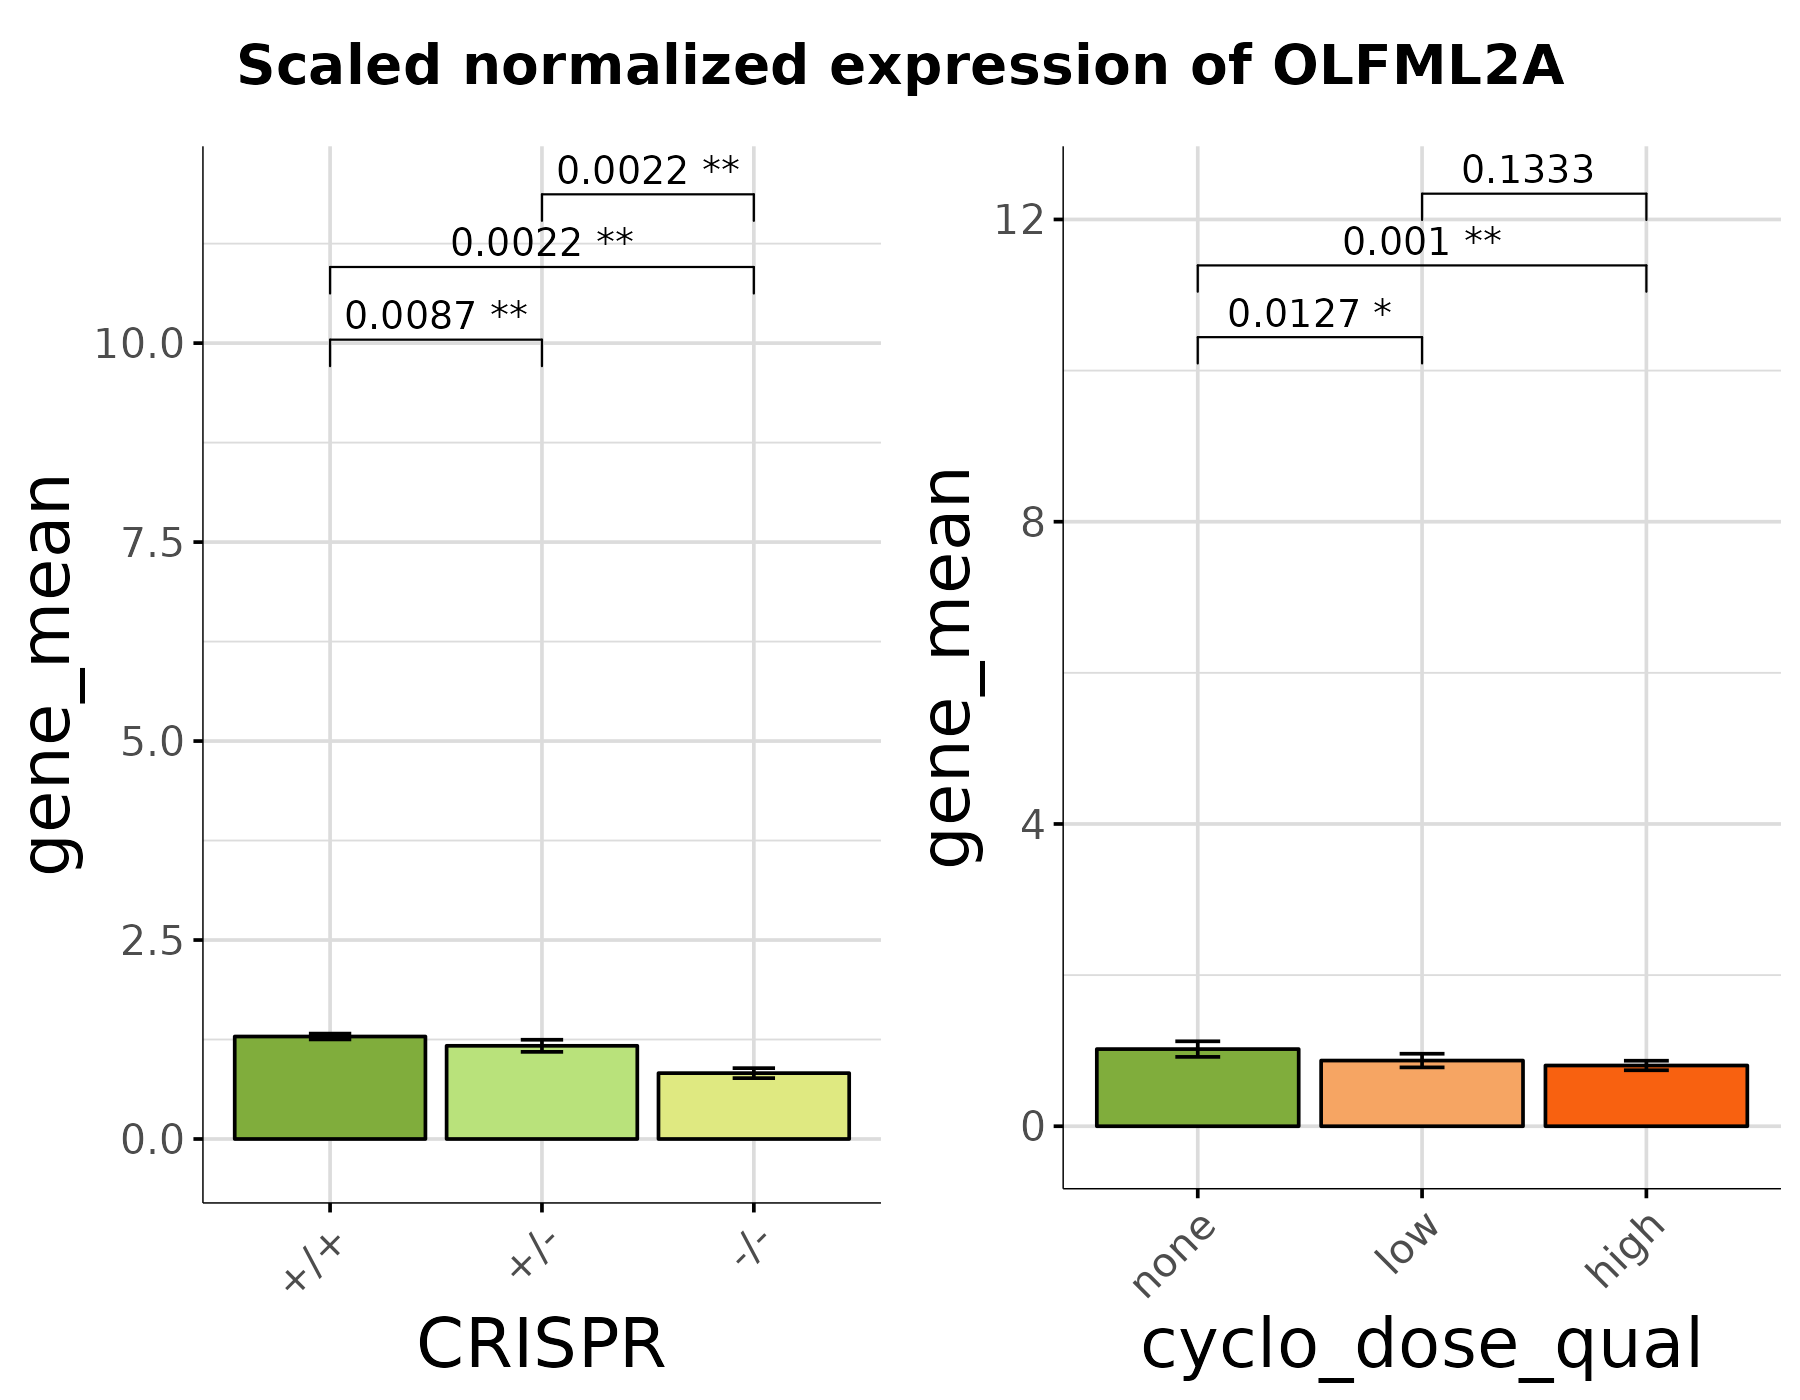 Scaled normalized expression of OLFML2A
gene_mean
10.0
7.5
5.0
2.5
0.0
0.0022 **
0.0022 **
0.0087 **
+/+
+/-
-/-
CRISPR
gene_mean
12
8
4
0
0.1333
0.001 **
0.0127 *
none
low
high
cyclo_dose_qual